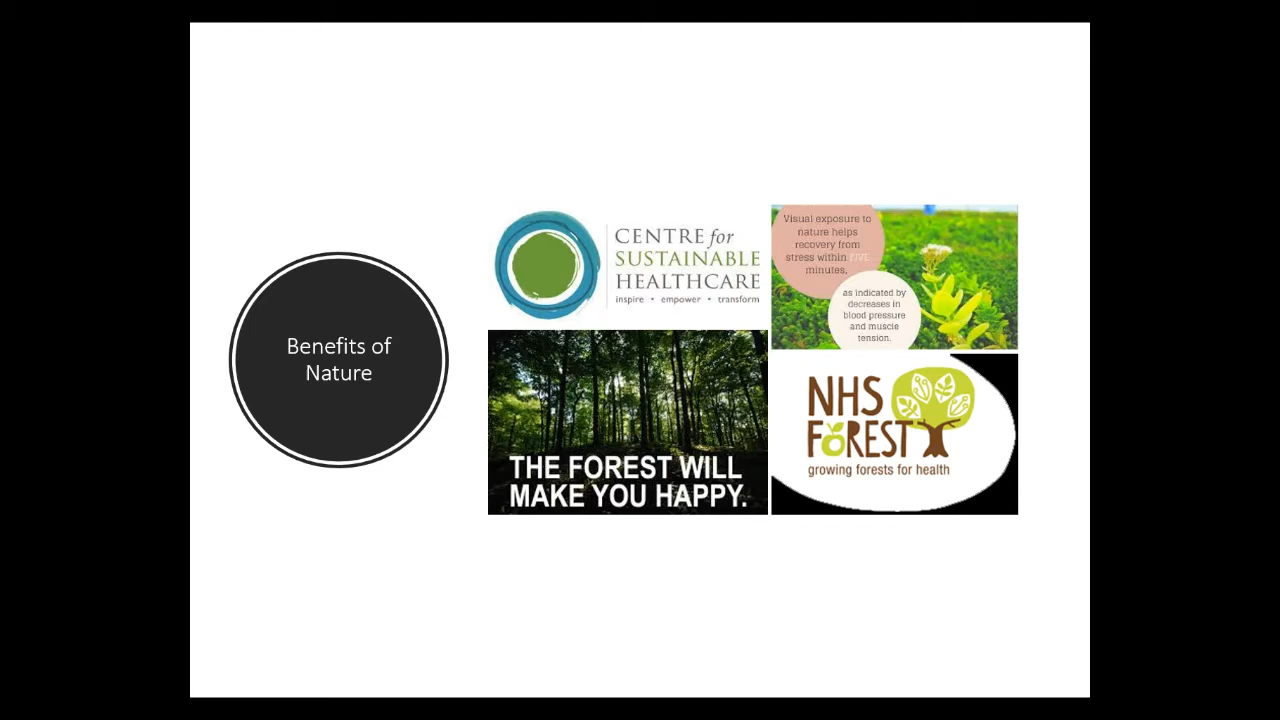 Benefits of
Nature
CENTRE for
SUSTAINABLE
HEALTHCARE
inspire • empower • transform
Visual exposure to
nature helps
recovery from
stress within FIVE
minutes,
as indicated by
decreases in
blood pressure
and muscle
tension.
THE FOREST WILL
MAKE YOU HAPPY.
NHS
FOREST
growing forests for health